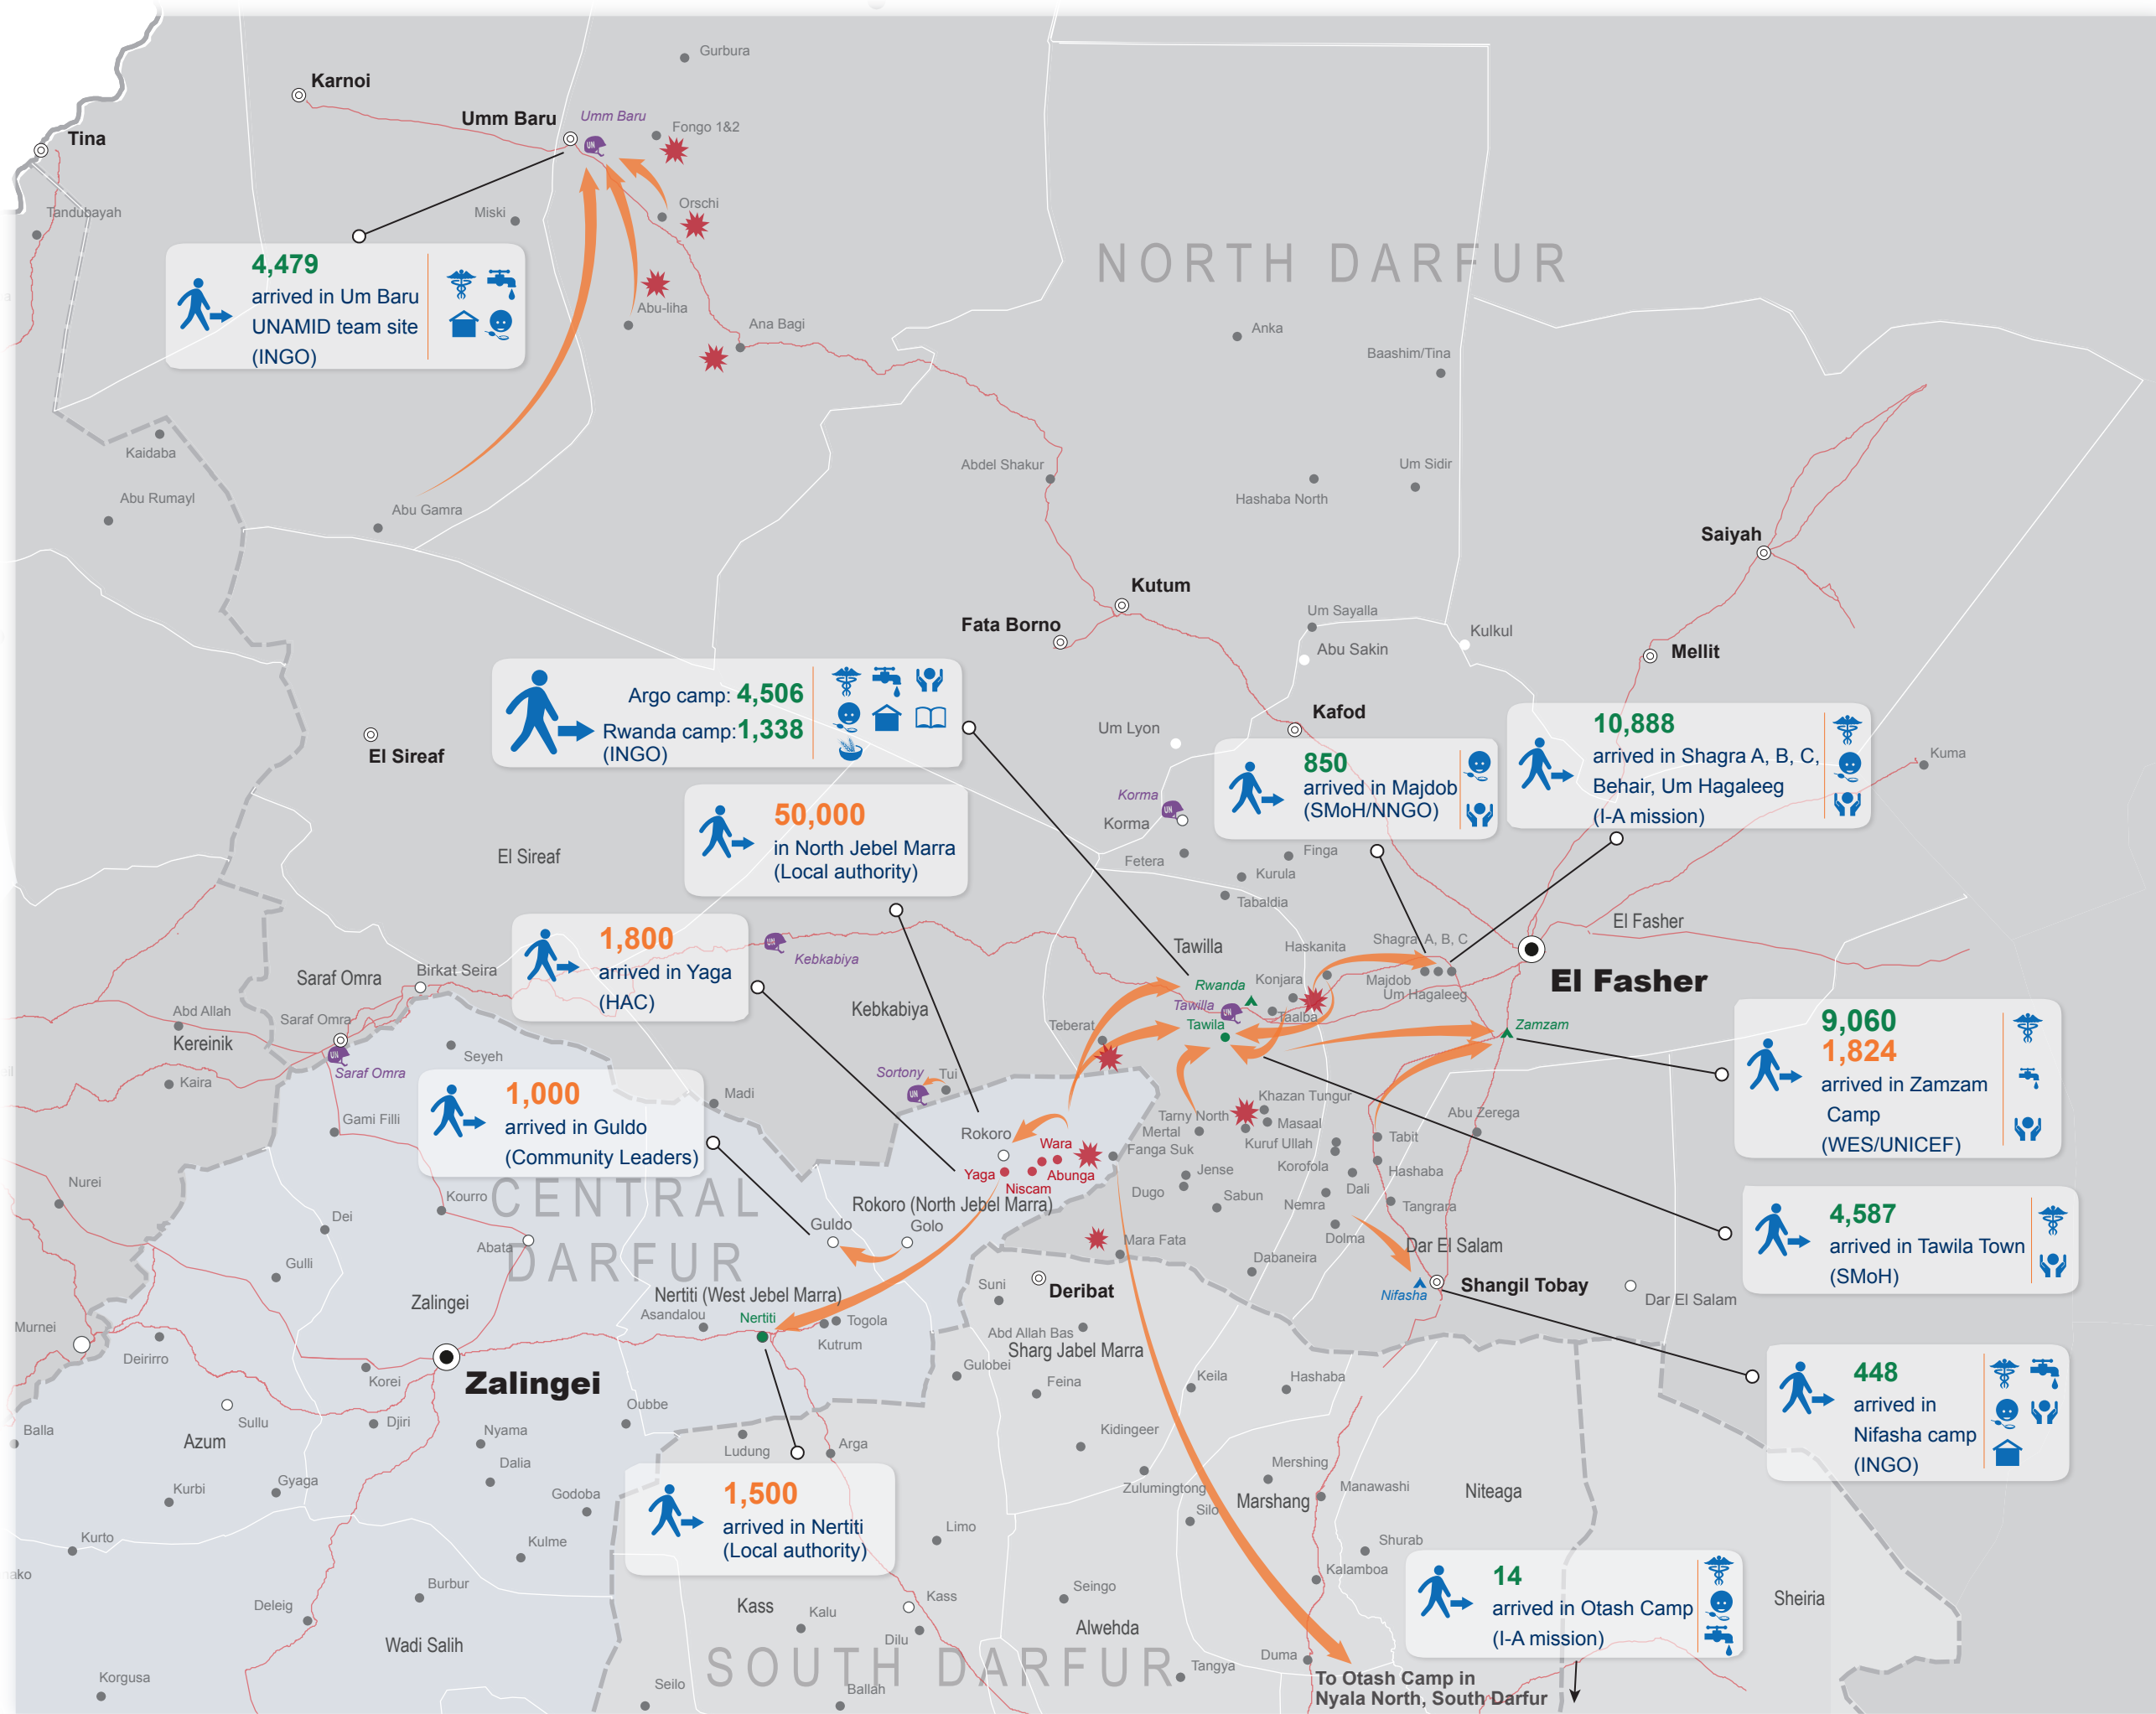 Gurbura
Karnoi
Umm Baru
Umm Baru
Fongo 1&2
Tina
Tandubayah
Miski
Orschi
NORTH DARFUR
4,479
arrived in Um Baru
UNAMID team site
(INGO)
Abu-liha
Ana Bagi
Anka
Baashim/Tina
Kaidaba
Abu Rumayl
Abu Gamra
Abdel Shakur
Hashaba North
Um Sidir
Saiyah
Kutum
Fata Borno
Um Sayalla
Abu Sakin
Kulkul
Mellit
Argo camp: 4,506
Rwanda camp:1,338
(INGO)
El Sireaf
Um Lyon
Kafod
850
arrived in Majdob
(SMoH/NNGO)
10,888
arrived in Shagra A, B, C,
Behair, Um Hagaleeg
(I-A mission)
Kuma
50,000
in North Jebel Marra
(Local authority)
Korma
UN
Korma
El Sireaf
Fetera
Finga
Kurula
Tabaldia
1,800
arrived in Yaga
(HAC)
UN
Kebkabiya
El Fasher
Tawilla
Haskanita
Shagra A, B, C
Saraf Omra
Birkat Seira
El Fasher
Rwanda
Konjara
Majdob
Um Hagaleeg
Tawilla
UN
Taalba
Kebkabiya
Abd Allah
Kereinik
Saraf Omra
UN
Saraf Omra
Teberat
Tawila
Zamzam
9,060
1,824
arrived in Zamzam
Camp
(WES/UNICEF)
Seyeh
Kaira
Sortony
UN
Tui
Madi
Gami Filli
1,000
arrived in Guldo
(Community Leaders)
Khazan Tungur
Tarny North
Masaal
Mertal
Kuruf Ullah
Abu Zerega
Rokoro
Wara
Fanga Suk
Tabit
Yaga
Abunga
Niscam
Jense
Korofola
Hashaba
Nurei
Kourro
CENTRAL
DARFUR
Rokoro (North Jebel Marra)
Dugo
Sabun
Dali
Nemra
Tangrara
4,587
arrived in Tawila Town
(SMoH)
Dei
Guldo
Golo
Abata
Dolma
Mara Fata
Dar El Salam
Gulli
Dabaneira
Zalingei
Nertiti (West Jebel Marra)
Suni
Deribat
Nifasha
Shangil Tobay
Dar El Salam
Asandalou
Nertiti
Togola
Kutrum
Murnei
Deirirro
Abd Allah Bas
Sharg Jabel Marra
Korei
Zalingei
Gulobei
Feina
Keila
Hashaba
448
arrived in
Nifasha camp
(INGO)
Oubbe
Sullu
Djiri
Balla
Azum
Nyama
Ludung
Arga
Kidingeer
Dalia
Mershing
Gyaga
Kurbi
Godoba
Zulumingtong
Marshang
Manawashi
Niteaga
1,500
arrived in Nertiti
(Local authority)
Silo
Limo
Kurto
Kulme
Shurab
Kalamboa
14
arrived in Otash Camp
(I-A mission)
Burbur
Seingo
Deleig
Kass
Kass
Kalu
Alwehda
Sheiria
Wadi Salih
Dilu
SOUTH DARFUR
Duma
Tangya
Korgusa
Seilo
Ballah
To Otash Camp in
Nyala North, South Darfur